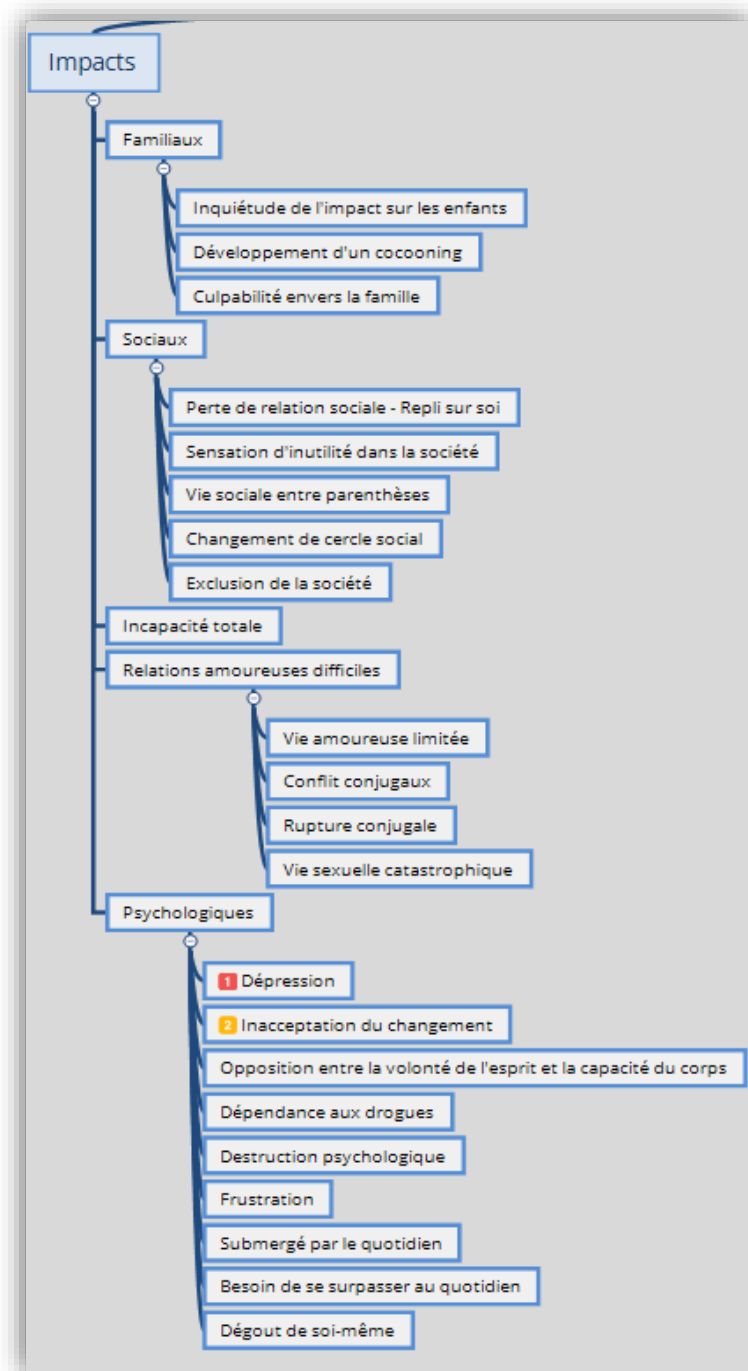 Impacts
Familiaux
Inquiétude de l'impact sur les enfants
Développement d'un cocooning
Culpabilité envers la famille
Sociaux
Perte de relation sociale - Repli sur soi
Sensation d'inutilité dans la société
Vie sociale entre parenthèses
Changement de cercle social
Exclusion de la société
Incapacité totale
Relations amoureuses difficiles
Vie amoureuse limitée
Conflit conjugaux
Rupture conjugale
Vie sexuelle catastrophique
Psychologiques
1 Dépression
2 Inacceptation du changement
Opposition entre la volonté de l'esprit et la capacité du corps
Dépendance aux drogues
Destruction psychologique
Frustration
Submergé par le quotidien
Besoin de se surpasser au quotidien
Dégout de soi-même